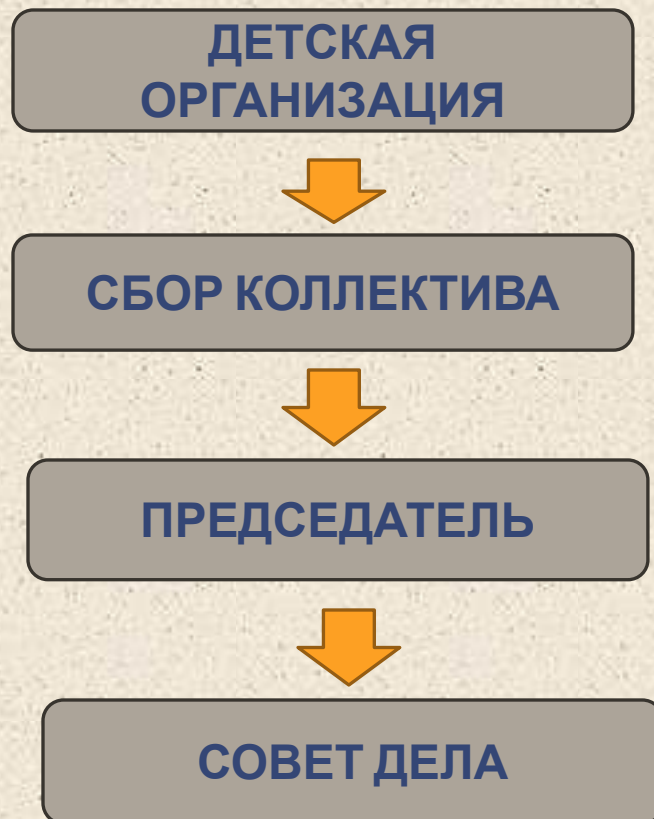 ДЕТСКАЯ
ОРГАНИЗАЦИЯ
СБОР КОЛЛЕКТИВА
ПРЕДСЕДАТЕЛЬ
СОВЕТ ДЕЛА